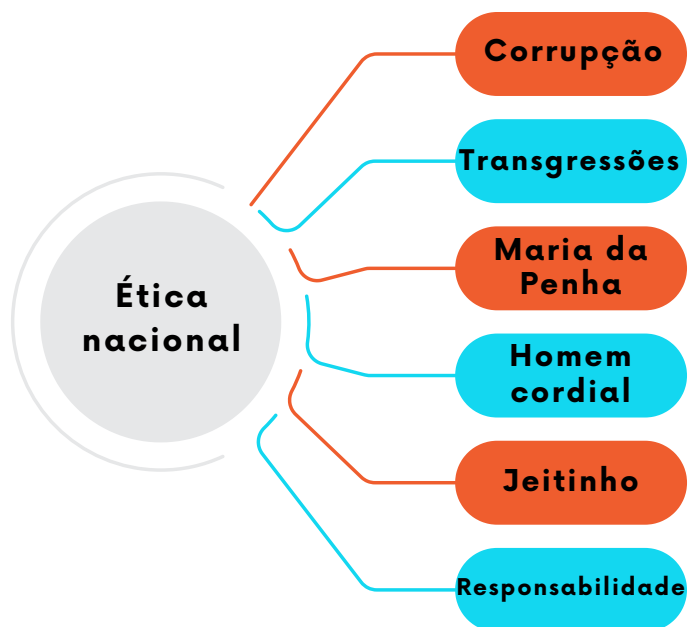 Corrupção
Transgressões
Maria da
Penha
Ética
nacional
Homem
cordial
Jeitinho
Responsabilidade